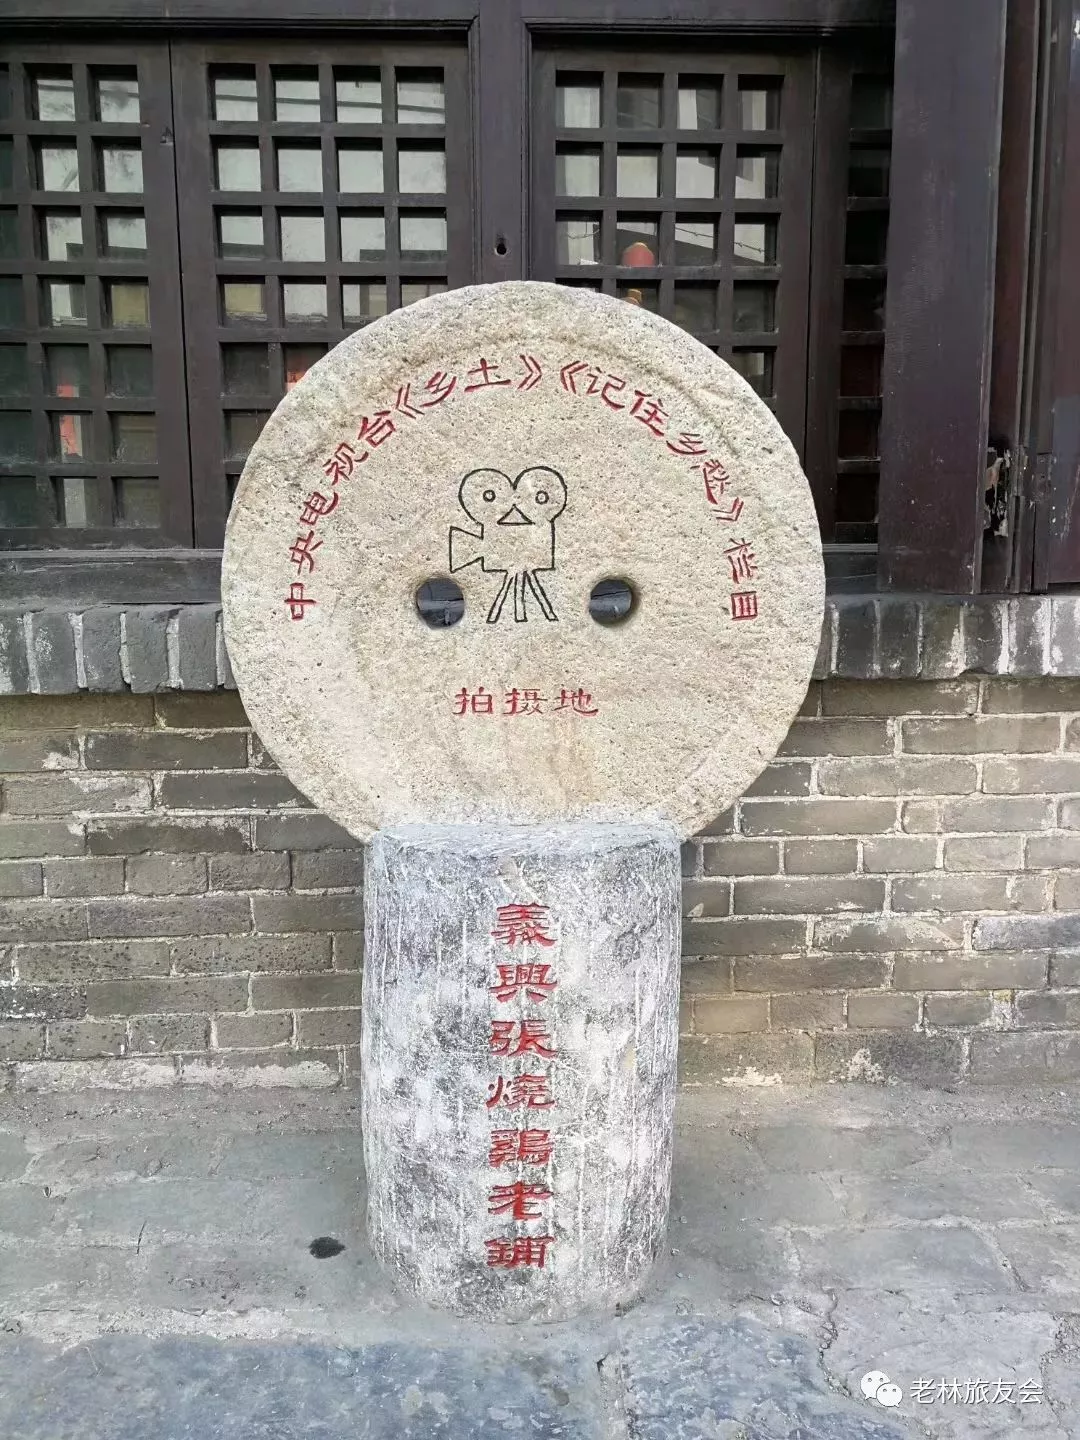 中央电视台《乡土》《记住乡愁》栏目
拍摄地
義興張燒鷄老鋪
老林旅友会